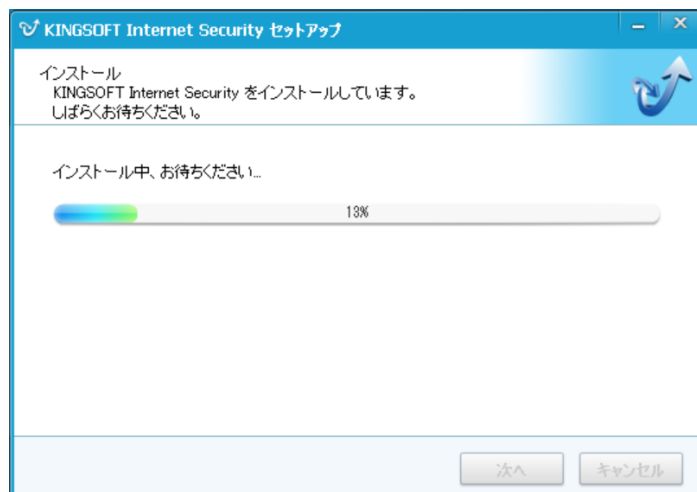 KINGSOFT Internet Security セットアップ
インストール
KINGSOFT Internet Security をインストールしています。
しばらくお待ちください。
インストール中、お待ちください...
13%
次へ
キャンセル